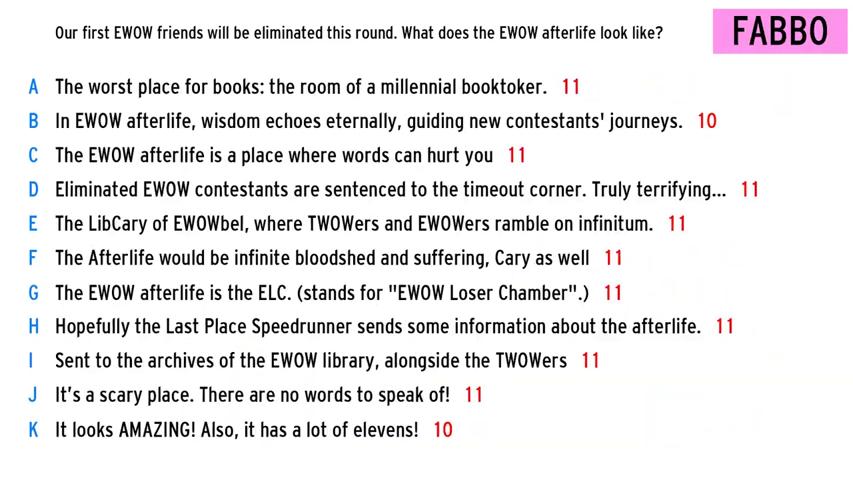 Our first EWOW friends will be eliminated this round. What does the EWOW afterlife look like?
FABBO
A The worst place for books: the room of a millennial booktoker. 11
B In EWOW afterlife, wisdom echoes eternally, guiding new contestants' journeys. 10
C The EWOW afterlife is a place where words can hurt you 11
D Eliminated EWOW contestants are sentenced to the timeout corner. Truly terrifying... 11
E The LibCary of EWOWbel, where TWOWers and EWOWers ramble on infinitum. 11
F The Afterlife would be infinite bloodshed and suffering, Cary as well 11
G The EWOW afterlife is the ELC. (stands for "EWOW Loser Chamber".) 11
H Hopefully the Last Place Speedrunner sends some information about the afterlife. 11
I Sent to the archives of the EWOW library, alongside the TWOWers 11
J It's a scary place. There are no words to speak of! 11
K It looks AMAZING! Also, it has a lot of elevens! 10